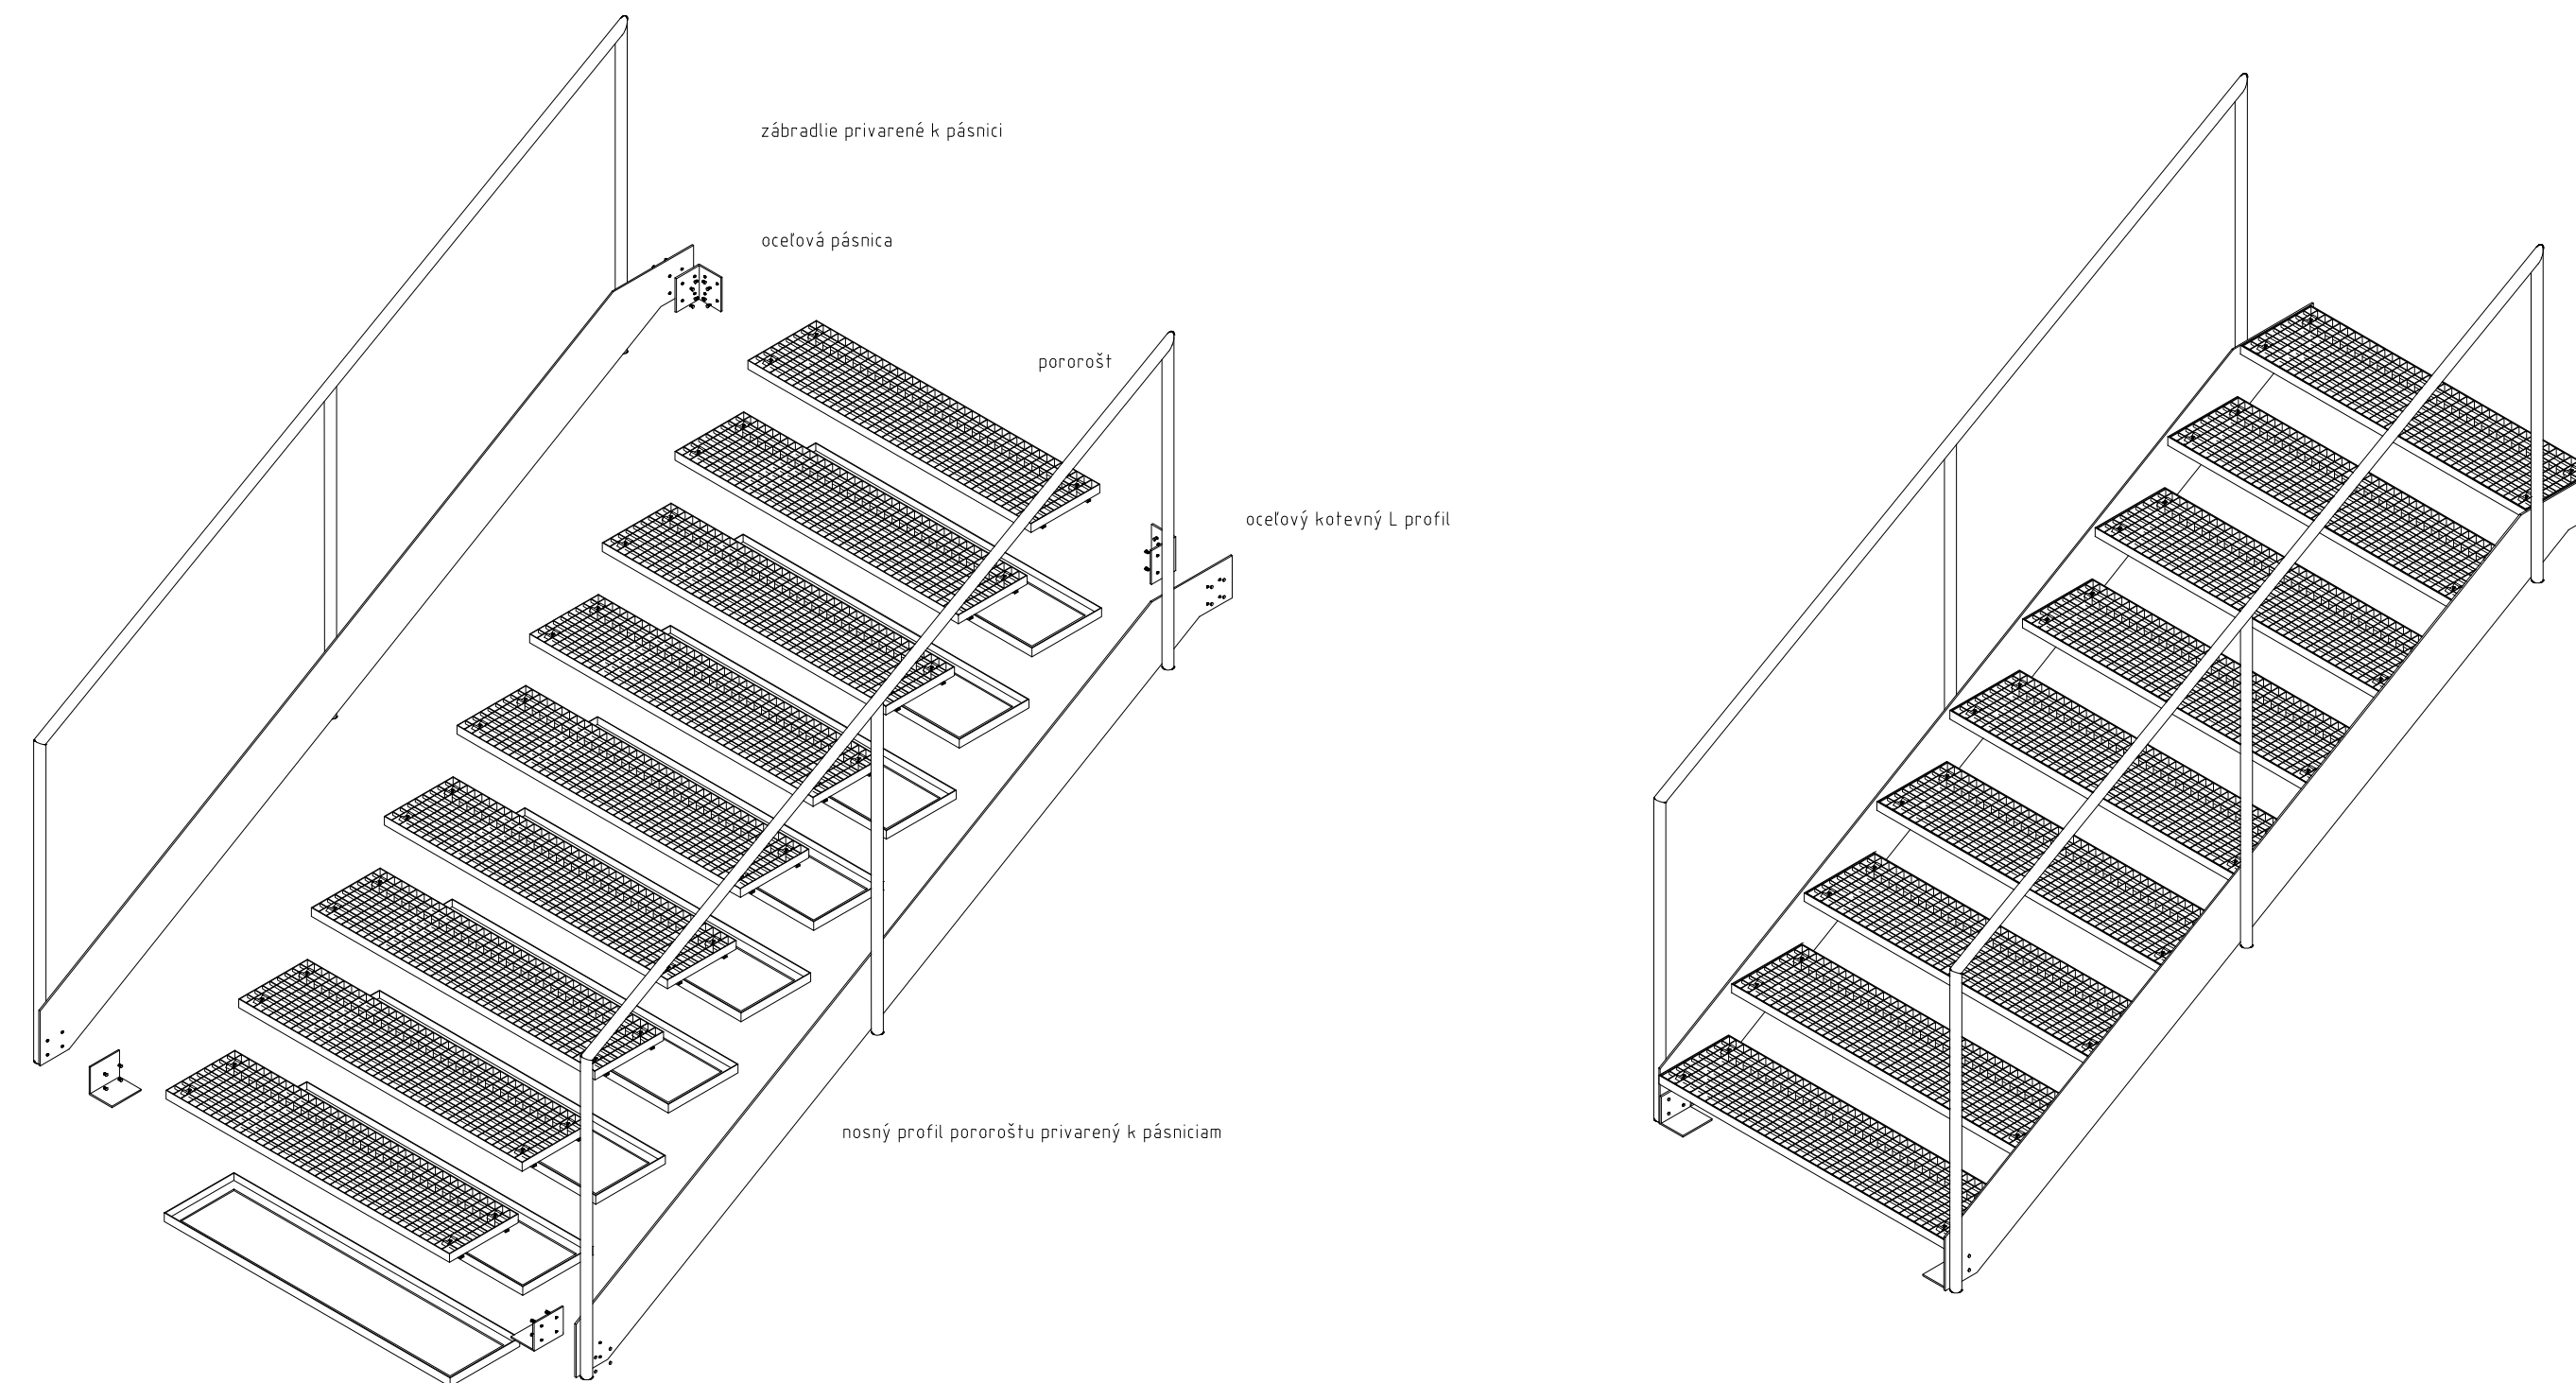 zábradlie privarené k pásnici
oceľová pásnica
pororošt
oceľový kotevný L profil
nosný profil pororoštu privarený k pásniciam